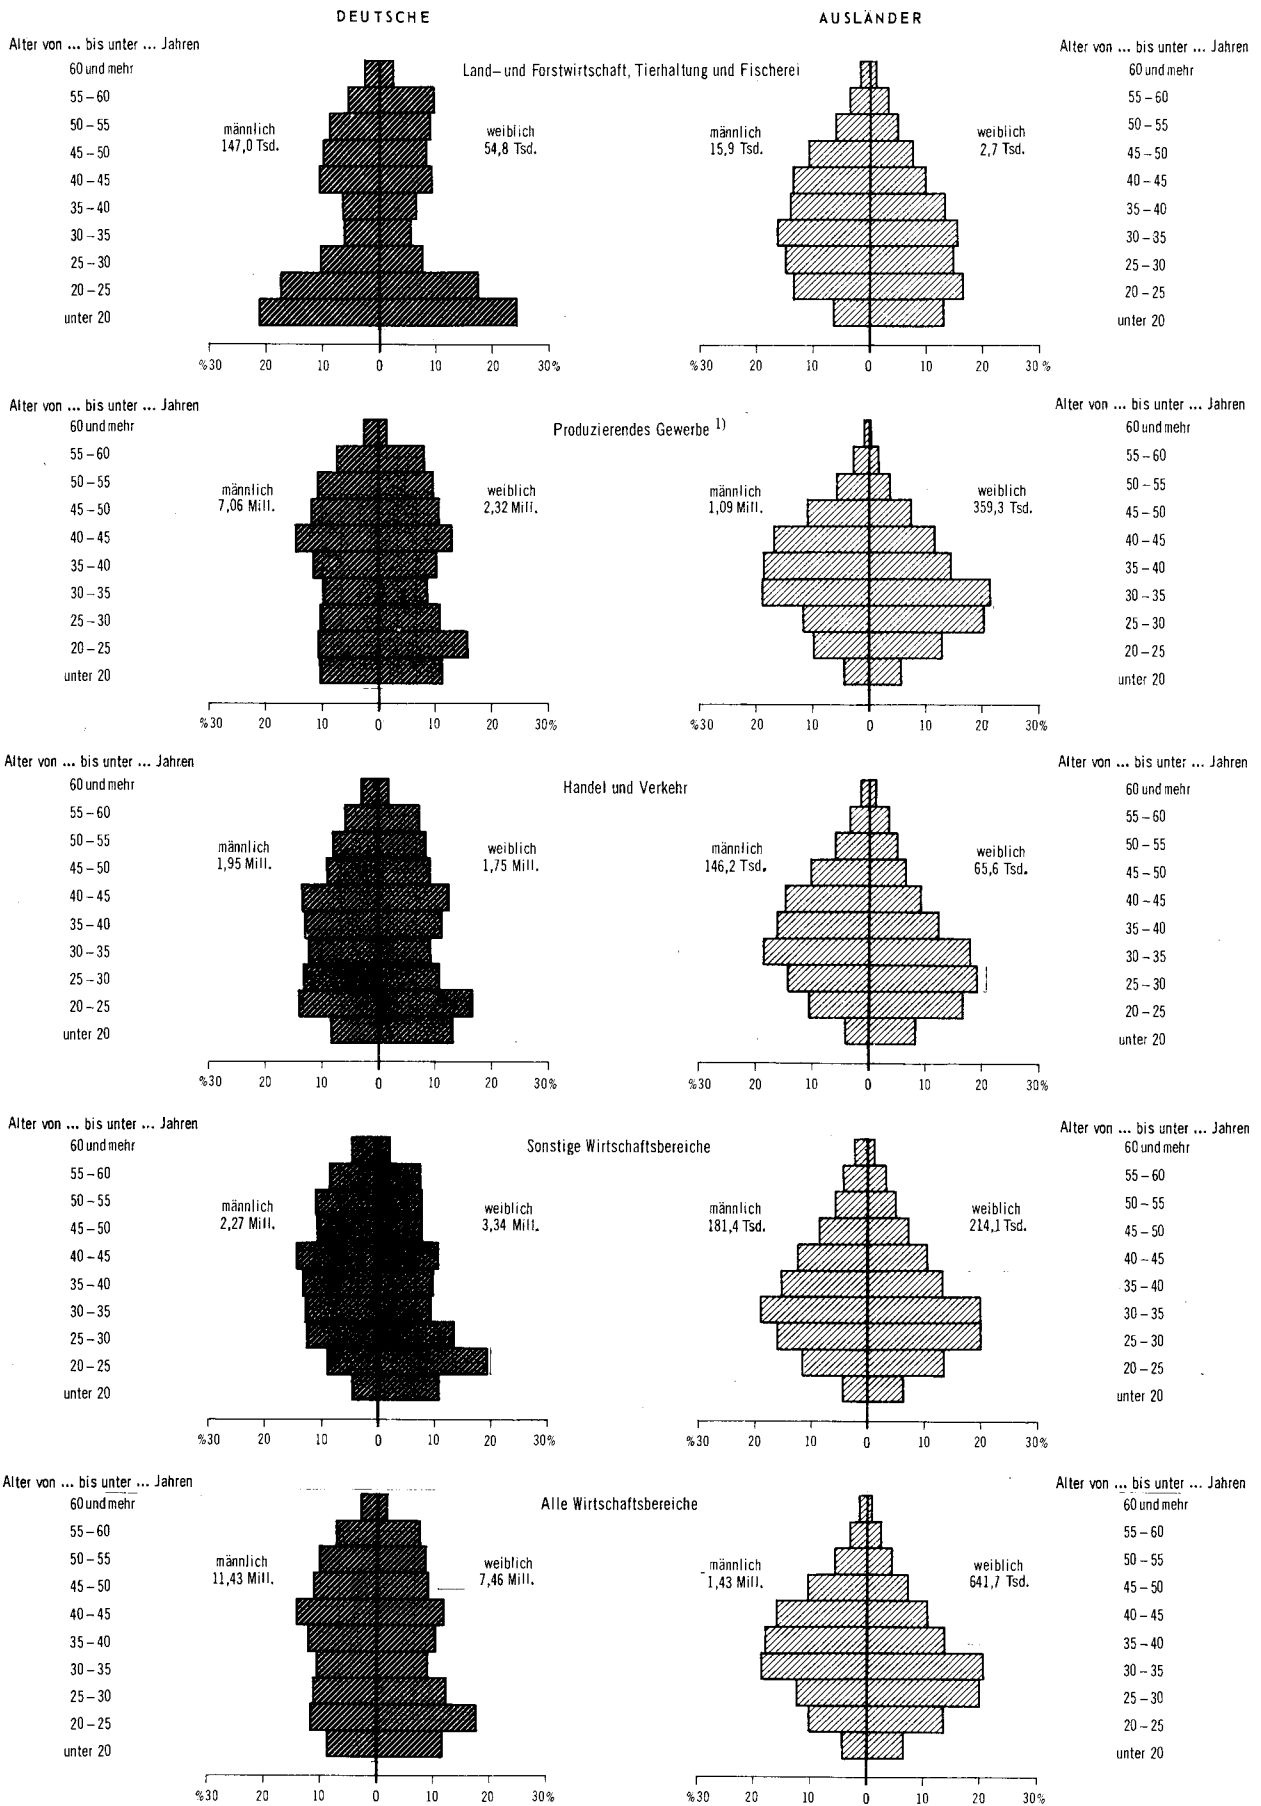 DEUTSCHE
AUSLÄNDER
Alter von ... bis unter ... Jahren
Alter von ... bis unter ... Jahren
60 und mehr
Land- und Forstwirtschaft, Tierhaltung und Fischerei
60 und mehr
55 – 60
55 – 60
50 – 55
männlich
weiblich
männlich
weiblich
50 – 55
45 – 50
147,0 Tsd.
54,8 Tsd.
15,9 Tsd.
2,7 Tsd.
45 – 50
40 – 45
40 – 45
35 – 40
35 – 40
30 – 35
30 – 35
25 – 30
25 – 30
20 – 25
20 – 25
unter 20
unter 20
%30 20 10 0 10 20 30%
%30 20 10 0 10 20 30%
Alter von ... bis unter ... Jahren
Alter von ... bis unter ... Jahren
60 und mehr
Produzierendes Gewerbe 1)
60 und mehr
55 – 60
55 – 60
50 – 55
männlich
weiblich
männlich
weiblich
50 – 55
45 – 50
7,06 Mill.
2,32 Mill.
1,09 Mill.
359,3 Tsd.
45 – 50
40 – 45
40 – 45
35 – 40
35 – 40
30 – 35
30 – 35
25 – 30
25 – 30
20 – 25
20 – 25
unter 20
unter 20
%30 20 10 0 10 20 30%
%30 20 10 0 10 20 30%
Alter von ... bis unter ... Jahren
Alter von ... bis unter ... Jahren
60 und mehr
Handel und Verkehr
60 und mehr
55 – 60
55 – 60
50 – 55
männlich
weiblich
männlich
weiblich
50 – 55
45 – 50
1,95 Mill.
1,75 Mill.
146,2 Tsd.
65,6 Tsd.
45 – 50
40 – 45
40 – 45
35 – 40
35 – 40
30 – 35
30 – 35
25 – 30
25 – 30
20 – 25
20 – 25
unter 20
unter 20
%30 20 10 0 10 20 30%
%30 20 10 0 10 20 30%
Alter von ... bis unter ... Jahren
Alter von ... bis unter ... Jahren
60 und mehr
Sonstige Wirtschaftsbereiche
60 und mehr
55 – 60
55 – 60
50 – 55
männlich
weiblich
männlich
weiblich
50 – 55
45 – 50
2,27 Mill.
3,34 Mill.
181,4 Tsd.
214,1 Tsd.
45 – 50
40 – 45
40 – 45
35 – 40
35 – 40
30 – 35
30 – 35
25 – 30
25 – 30
20 – 25
20 – 25
unter 20
unter 20
%30 20 10 0 10 20 30%
%30 20 10 0 10 20 30%
Alter von ... bis unter ... Jahren
Alter von ... bis unter ... Jahren
60 und mehr
Alle Wirtschaftsbereiche
60 und mehr
55 – 60
55 – 60
50 – 55
männlich
weiblich
männlich
weiblich
50 – 55
45 – 50
11,43 Mill.
7,46 Mill.
1,43 Mill.
641,7 Tsd.
45 – 50
40 – 45
40 – 45
35 – 40
35 – 40
30 – 35
30 – 35
25 – 30
25 – 30
20 – 25
20 – 25
unter 20
unter 20
%30 20 10 0 10 20 30%
%30 20 10 0 10 20 30%